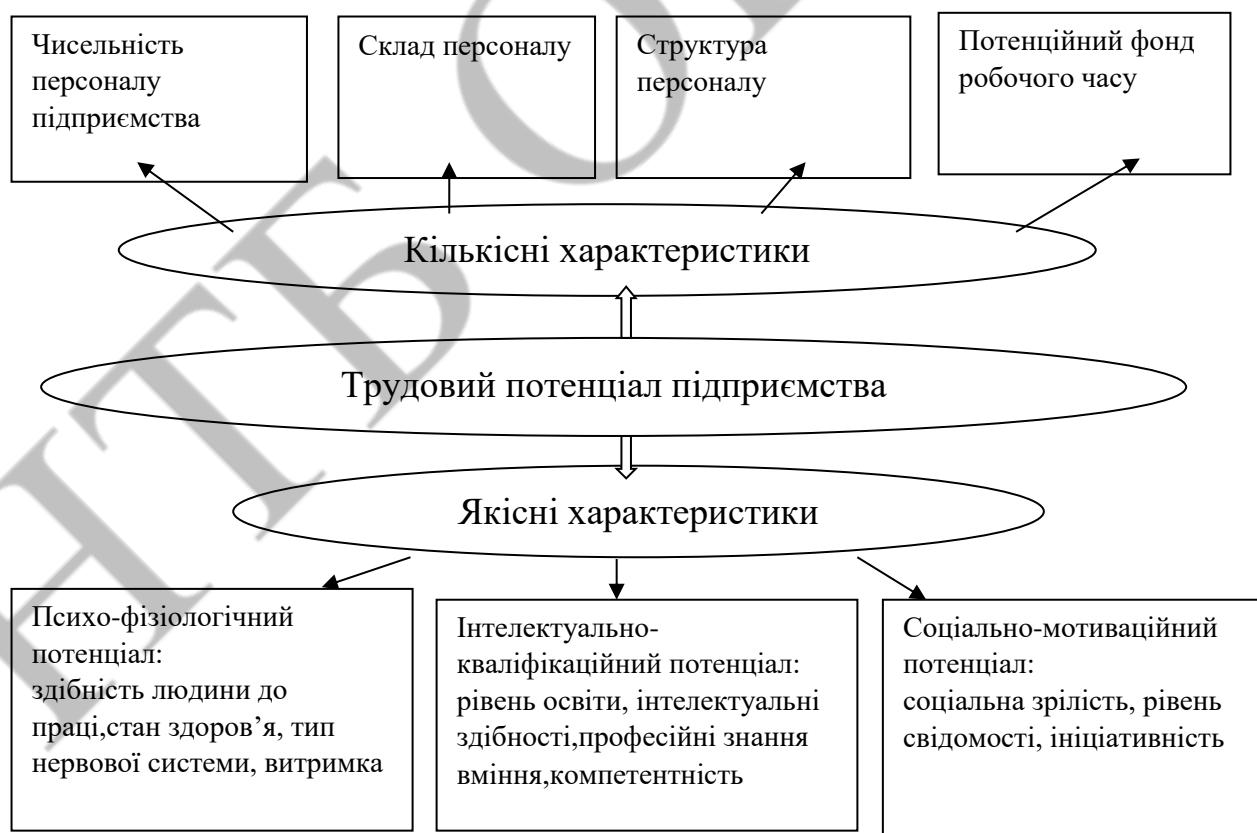 Чисельність
персоналу
підприємства
Склад персоналу
Структура
персоналу
Потенційний фонд
робочого часу
Кількісні характеристики
Трудовий потенціал підприємства
Якісні характеристики
Психо-фізіологічний
потенціал:
здібність людини до
праці,стан здоров’я, тип
нервової системи, витримка
Інтелектуально-
кваліфікаційний потенціал:
рівень освіти, інтелектуальні
здібності,професійні знання
вміння,компетентність
Соціально-мотиваційний
потенціал:
соціальна зрілість, рівень
свідомості, ініціативність